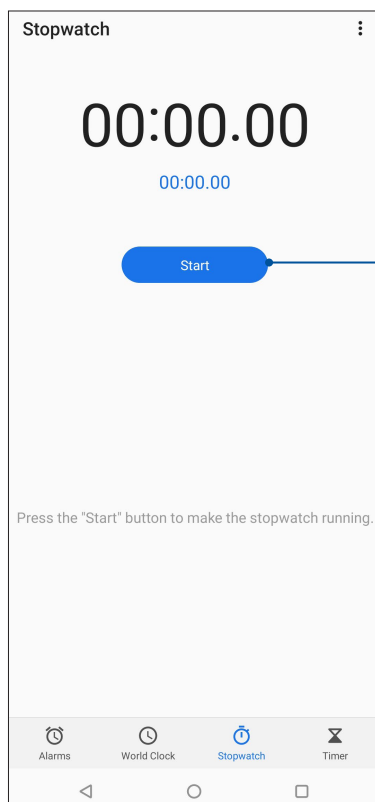 Stopwatch
00:00.00
00:00.00
Start
Press the "Start" button to make the stopwatch running.
Alarms World Clock Stopwatch Timer